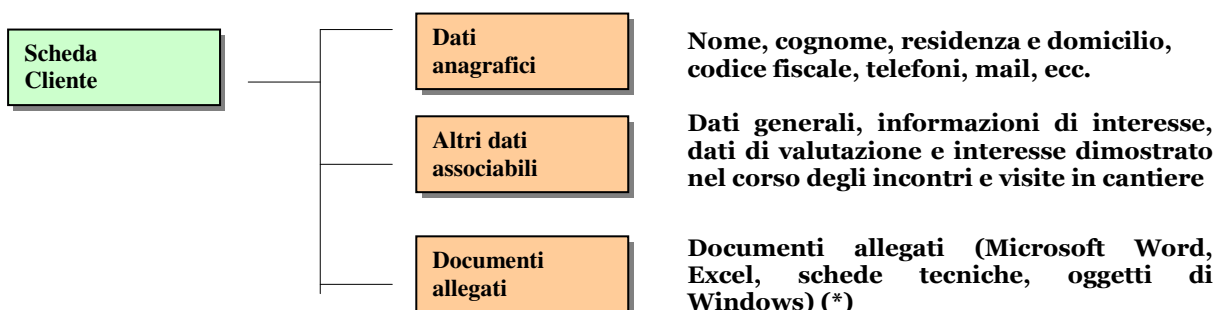 Scheda
Cliente
Dati
anagrafici
Nome, cognome, residenza e domicilio,
codice fiscale, telefoni, mail, ecc.
Altri dati
associabili
Dati generali, informazioni di interesse,
dati di valutazione e interesse dimostrato
nel corso degli incontri e visite in cantiere
Documenti
allegati
Documenti allegati (Microsoft Word,
Excel, schede tecniche, oggetti di
Windows) (*)